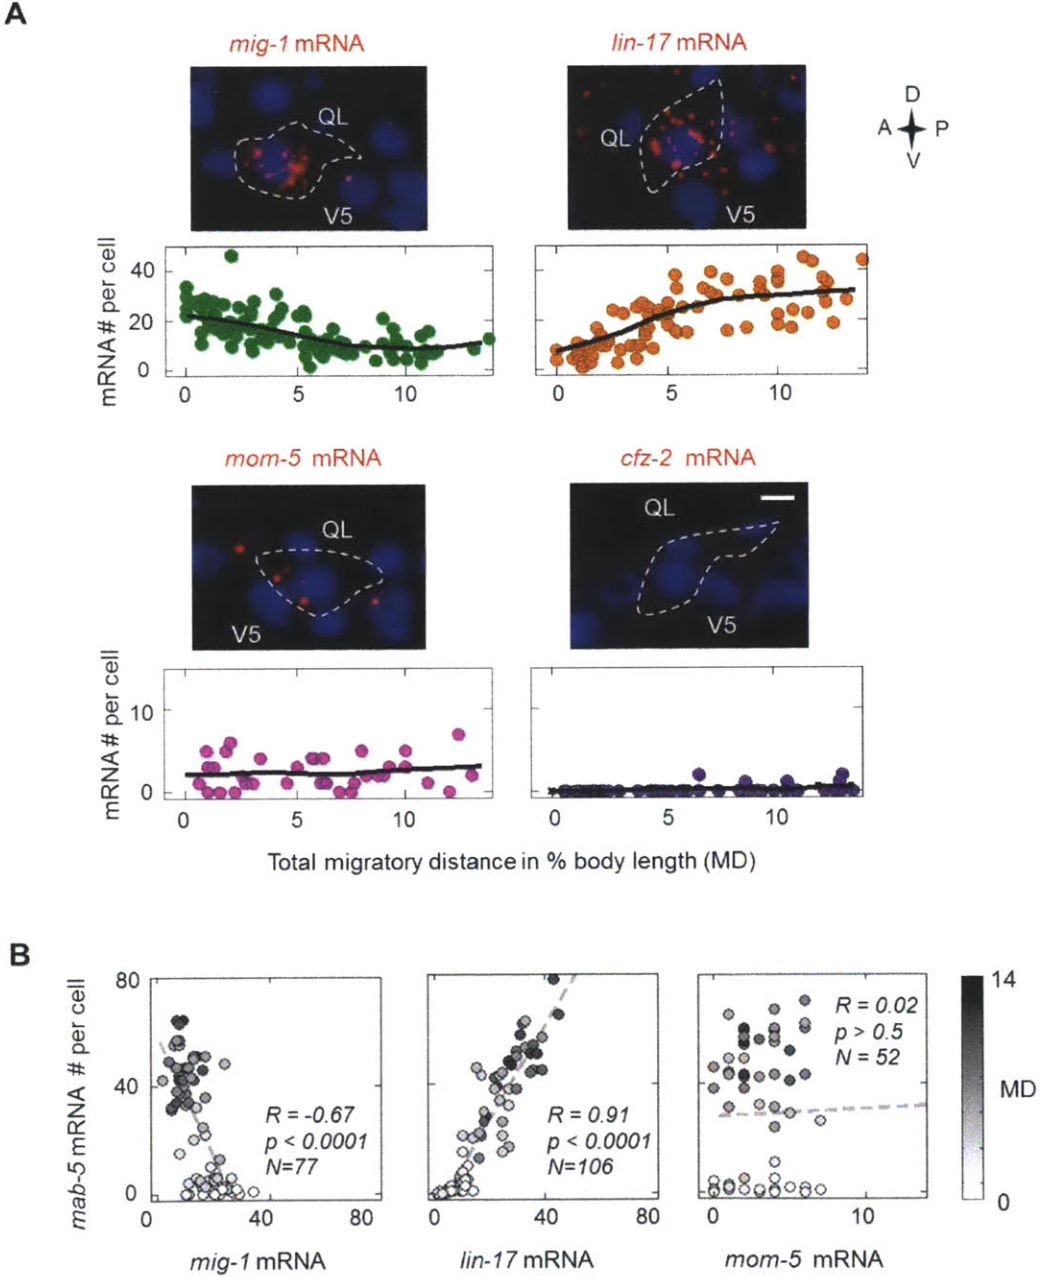 A
mig-1 mRNA
lin-17 mRNA
QL
V5
QL
V5
D
A P
V
mRNA # per cell
40
20
0
0 5 10
0 5 10
mom-5 mRNA
cfz-2 mRNA
QL
V5
QL
V5
mRNA # per cell
10
0
0 5 10
0 5 10
Total migratory distance in % body length (MD)
B
mab-5 mRNA # per cell
80
40
0
R = -0.67
p < 0.0001
N=77
0 40 80
mig-1 mRNA
R = 0.91
p < 0.0001
N=106
0 40 80
lin-17 mRNA
R = 0.02
p > 0.5
N = 52
0 10
mom-5 mRNA
14
MD
0